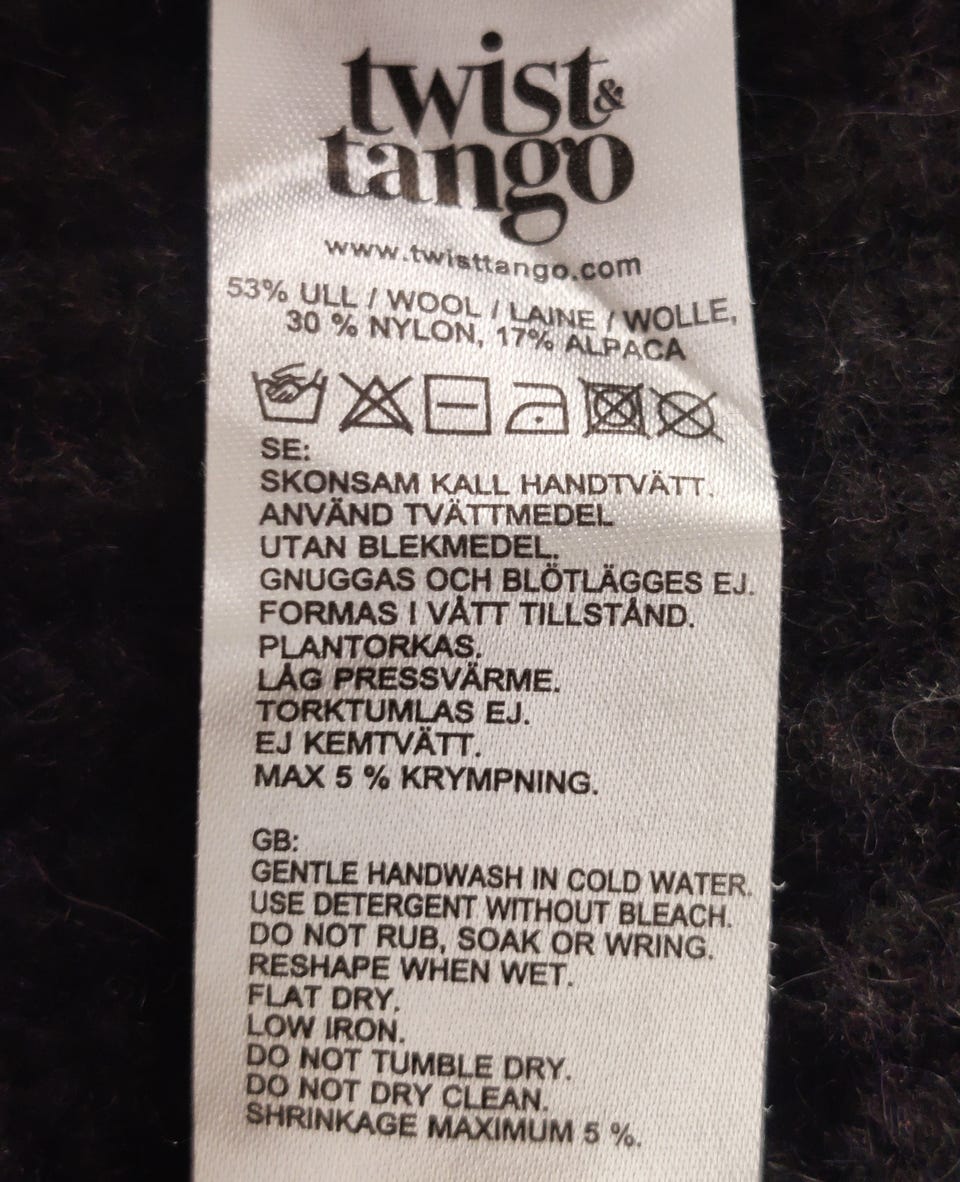 twist &
tango
www.twisttango.com
53% ULL / WOOL / LAINE / WOLLE,
30 % NYLON, 17% ALPACA
SE:
SKONSAM KALL HANDTVÄTT.
ANVÄND TVÄTTMEDEL
UTAN BLEKMEDEL.
GNUGGAS OCH BLÖTLÄGGES EJ.
FORMAS I VÅTT TILLSTÅND.
PLANTORKAS.
LÅG PRESSVÄRME.
TORKTUMLAS EJ.
EJ KEMTVÄTT.
MAX 5 % KRYMPNING.
GB:
GENTLE HANDWASH IN COLD WATER.
USE DETERGENT WITHOUT BLEACH.
DO NOT RUB, SOAK OR WRING.
RESHAPE WHEN WET.
FLAT DRY.
LOW IRON.
DO NOT TUMBLE DRY.
DO NOT DRY CLEAN.
SHRINKAGE MAXIMUM 5 %.